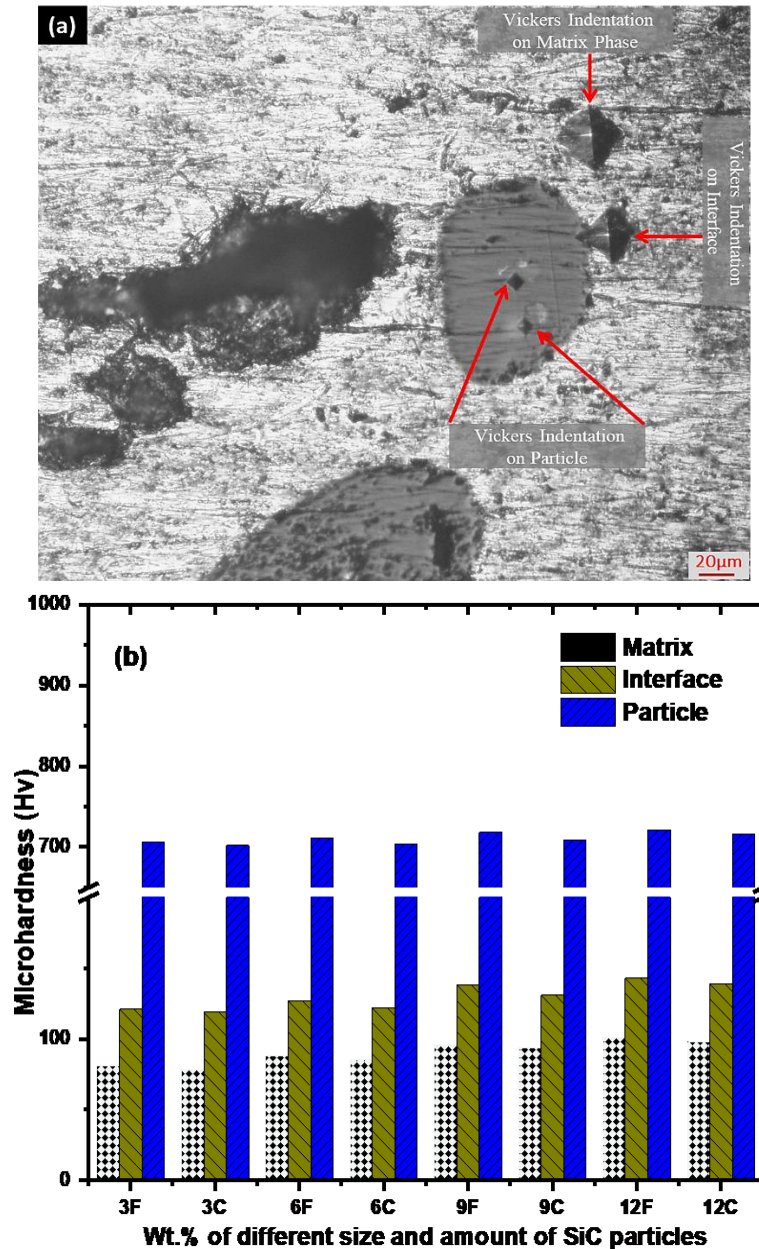 (a)
Vickers Indentation
on Matrix Phase
Vickers Indentation
on Interface
Vickers Indentation
on Particle
20µm
(b)
Matrix
Interface
Particle
Microhardness (Hv)
1000
900
800
700
100
0
3F 3C 6F 6C 9F 9C 12F 12C
Wt.% of different size and amount of SiC particles